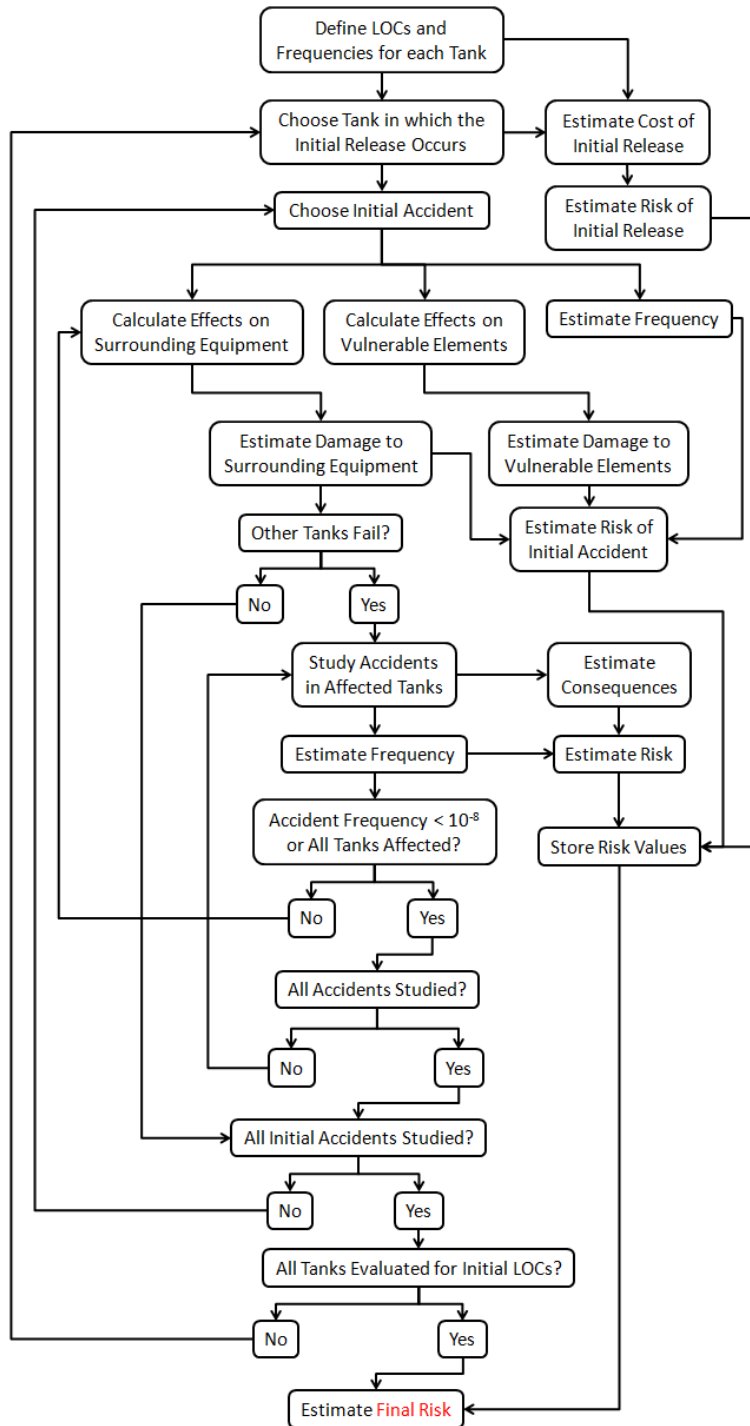 Define LOCs and
Frequencies for each Tank
Choose Tank in which the
Initial Release Occurs
Estimate Cost of
Initial Release
Choose Initial Accident
Estimate Risk of
Initial Release
Calculate Effects on
Surrounding Equipment
Calculate Effects on
Vulnerable Elements
Estimate Frequency
Estimate Damage to
Surrounding Equipment
Estimate Damage to
Vulnerable Elements
Other Tanks Fail?
Estimate Risk of
Initial Accident
No
Yes
Study Accidents
in Affected Tanks
Estimate
Consequences
Estimate Frequency
Estimate Risk
Accident Frequency < 10⁻⁸
or All Tanks Affected?
Store Risk Values
No
Yes
All Accidents Studied?
No
Yes
All Initial Accidents Studied?
No
Yes
All Tanks Evaluated for Initial LOCs?
No
Yes
Estimate Final Risk